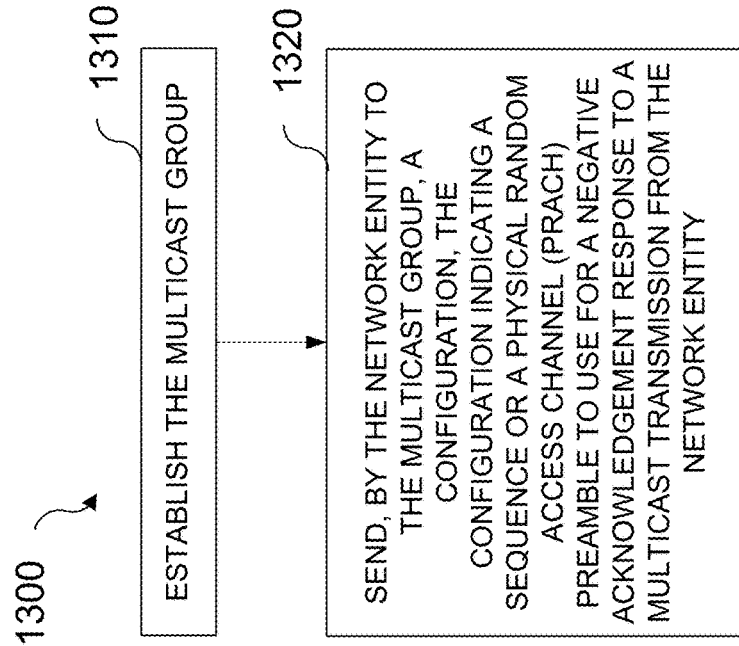 1300
1310
ESTABLISH THE MULTICAST GROUP
1320
SEND, BY THE NETWORK ENTITY TO
THE MULTICAST GROUP, A
CONFIGURATION, THE
CONFIGURATION INDICATING A
SEQUENCE OR A PHYSICAL RANDOM
ACCESS CHANNEL (PRACH)
PREAMBLE TO USE FOR A NEGATIVE
ACKNOWLEDGEMENT RESPONSE TO A
MULTICAST TRANSMISSION FROM THE
NETWORK ENTITY